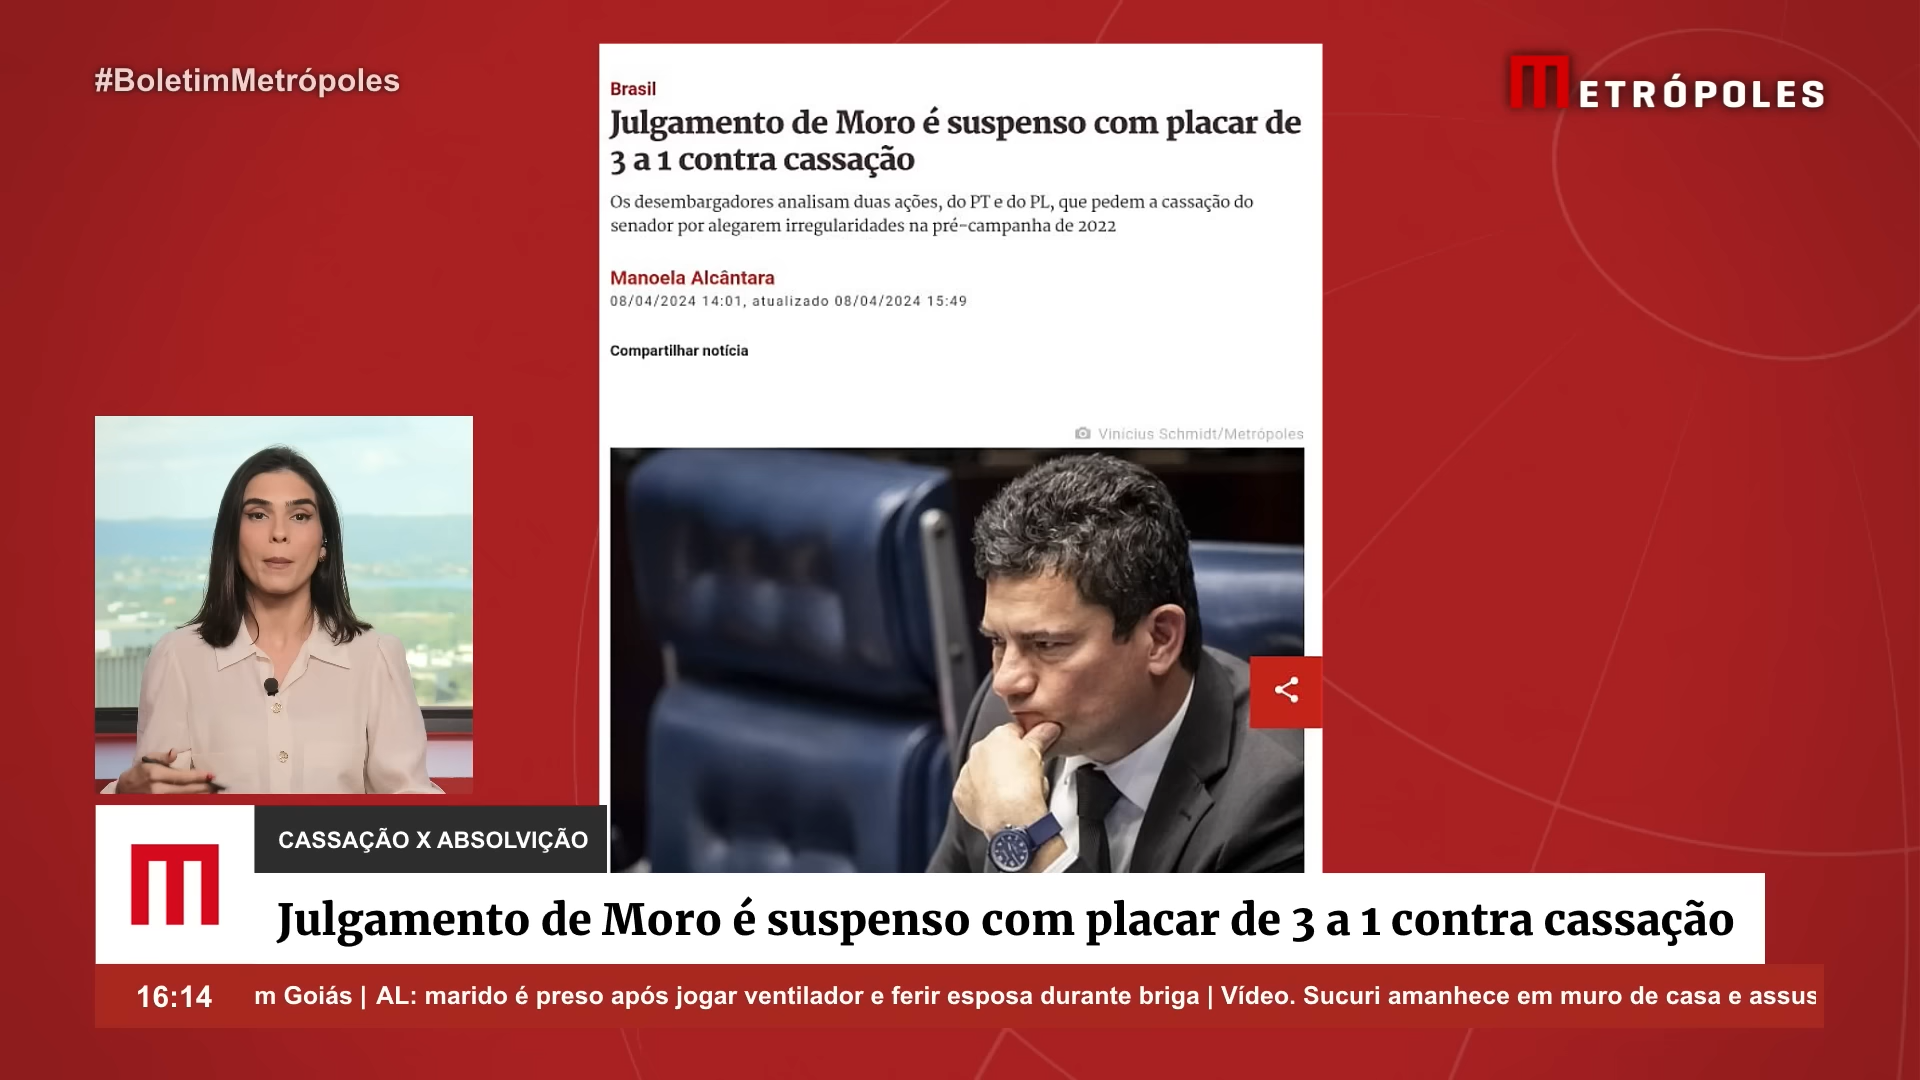 #BoletimMetrópoles
METRÓPOLES
Brasil
Julgamento de Moro é suspenso com placar de
3 a 1 contra cassação
Os desembargadores analisam duas ações, do PT e do PL, que pedem a cassação do
senador por alegarem irregularidades na pré-campanha de 2022
Manoela Alcântara
08/04/2024 14:01, atualizado 08/04/2024 15:49
Compartilhar notícia
Vinícius Schmidt/Metrópoles
CASSAÇÃO X ABSOLVIÇÃO
M
Julgamento de Moro é suspenso com placar de 3 a 1 contra cassação
16:14
m Goiás | AL: marido é preso após jogar ventilador e ferir esposa durante briga | Vídeo. Sucuri amanhece em muro de casa e assus